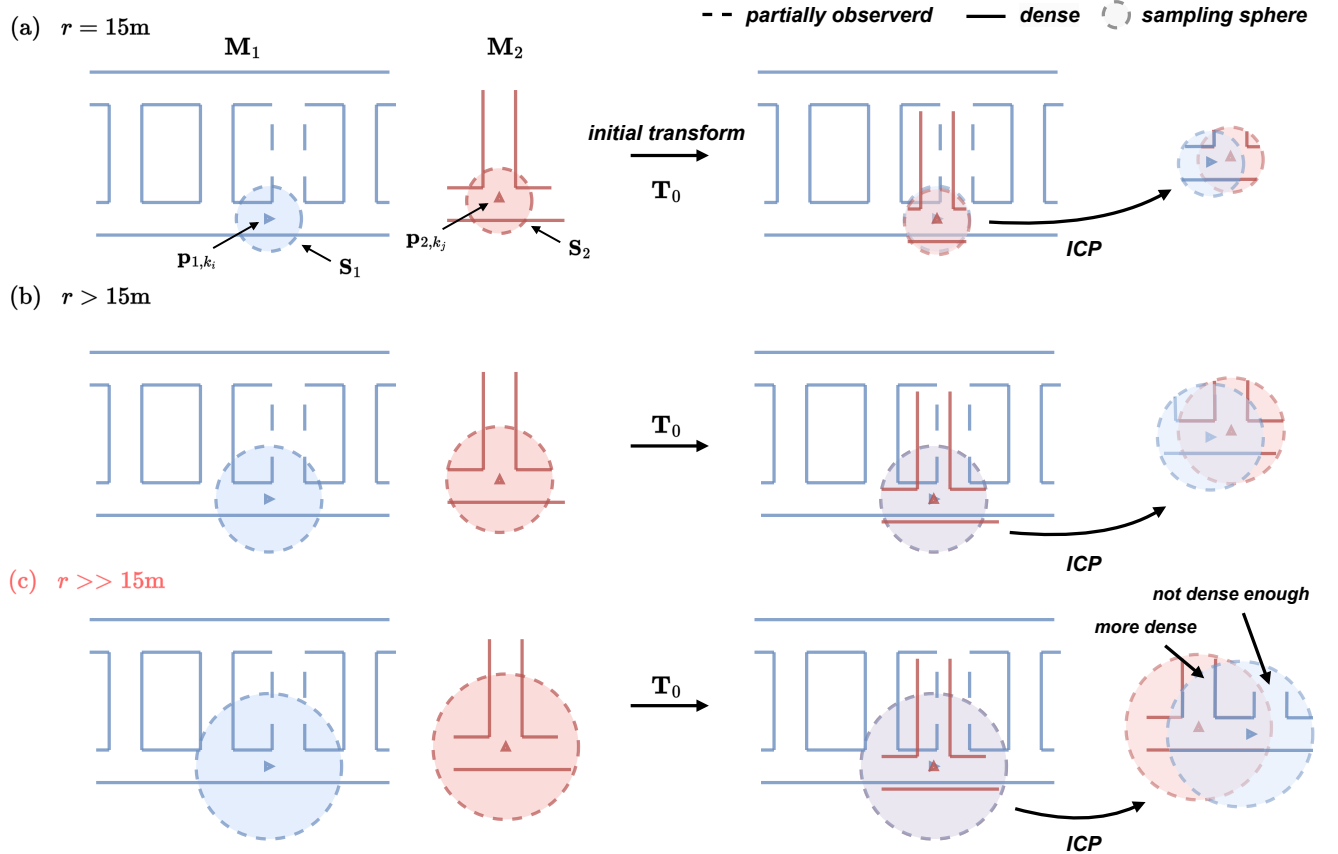 partially observerd dense sampling sphere
(a) r = 15m
M₁ M₂
initial transform
T₀
p₁,ₖᵢ S₁ p₂,ₖⱼ S₂
ICP
(b) r > 15m
T₀
ICP
(c) r >> 15m
not dense enough
more dense
T₀
ICP